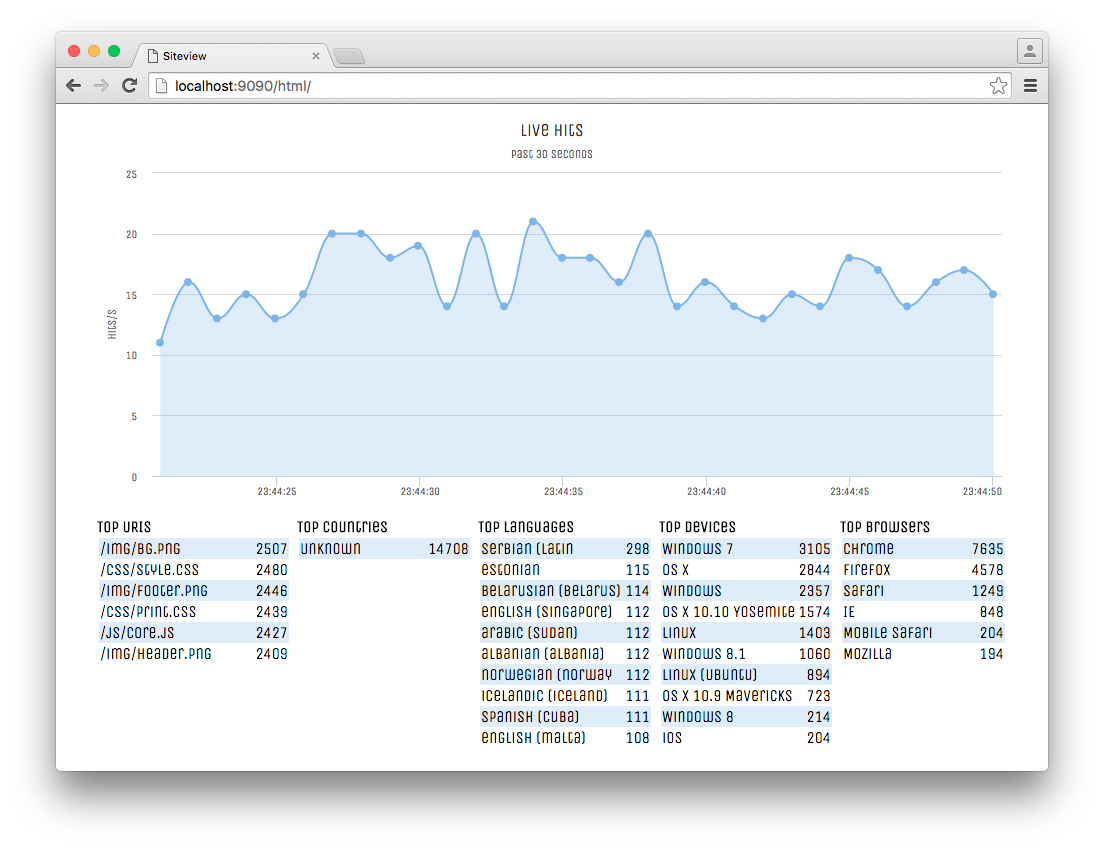 Siteview
localhost:9090/html/
Live Hits
Past 30 seconds
Hits/s
25
20
15
10
5
0
23:44:25 23:44:30 23:44:35 23:44:40 23:44:45 23:44:50
Top URIs
/img/bg.png 2507
/css/style.css 2480
/img/footer.png 2446
/css/print.css 2439
/js/core.js 2427
/img/header.png 2409
Top Countries
unknown 14708
Top Languages
Serbian (Latin 298
Estonian 115
Belarusian (Belarus) 114
English (Singapore) 112
Arabic (Sudan) 112
Albanian (Albania) 112
Norwegian (Norway 112
Icelandic (Iceland) 111
Spanish (Cuba) 111
English (Malta) 108
Top Devices
Windows 7 3105
OS X 2844
Windows 2357
OS X 10.10 Yosemite 1574
Linux 1403
Windows 8.1 1060
Linux (Ubuntu) 894
OS X 10.9 Mavericks 723
Windows 8 214
iOS 204
Top Browsers
Chrome 7635
Firefox 4578
Safari 1249
IE 848
Mobile Safari 204
Mozilla 194